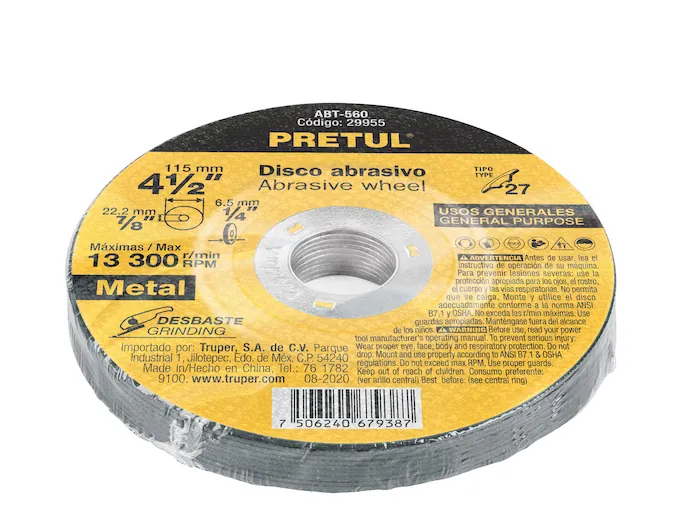 ABT-560
Código: 29955
PRETUL®
115 mm
4½"
22.2 mm
7/8"
6.5 mm
1/4"
Máximas / Max
13 300 r/min RPM
Metal
DESBASTE
GRINDING
Disco abrasivo
Abrasive wheel
TIPO
TYPE
27
USOS GENERALES
GENERAL PURPOSE
ADVERTENCIA Antes de usar, lea el
instructivo de operación de su máquina.
Para prevenir lesiones severas: use la
protección apropiada para los ojos, el rostro,
el cuerpo y las vías respiratorias. No permita
que se caiga. Monte y utilice el disco
adecuadamente conforme a la norma ANSI
B7.1 y OSHA. No exceda las r/min máximas. Use
guardas apropiadas. Manténgase fuera del alcance
de los niños. WARNING Before use, read your power
tool manufacturer's operating manual. To prevent serious injury:
Wear proper eye, face, body and respiratory protection. Do not
drop. Mount and use properly according to ANSI B7.1 & OSHA
regulations. Do not exceed max. RPM. Use proper guards.
Keep out of reach of children. Consumo preferente:
(ver arillo central) Best before: (see central ring)
Importado por: Truper, S.A. de C.V. Parque
Industrial 1, Jilotepec, Edo. de Méx. C.P. 54240
Made in/Hecho en China, Tel.: 76 1782
9100. www.truper.com 08-2020
7 506240 679387